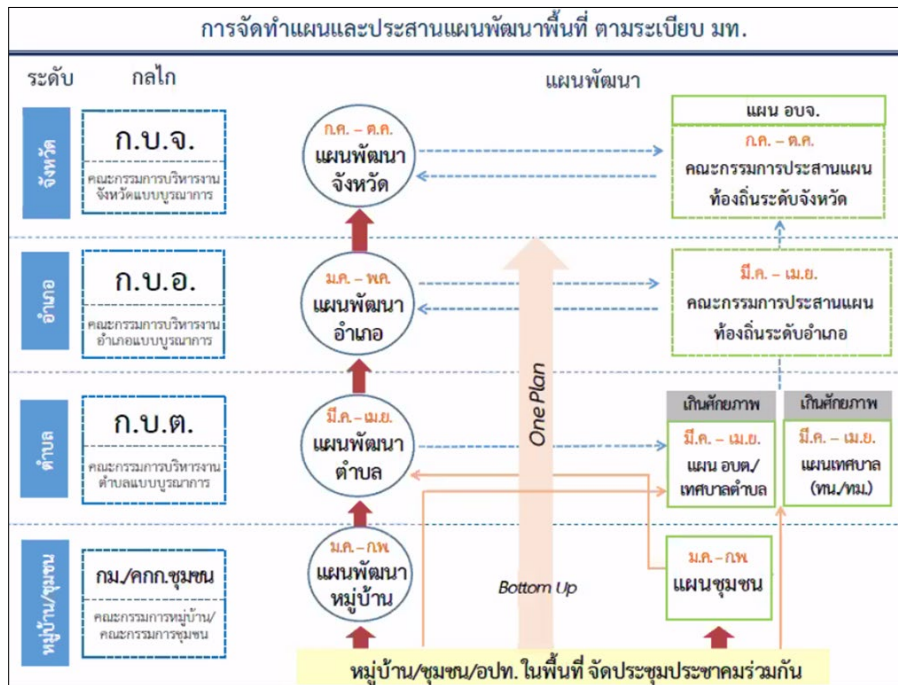 การจัดทำแผนและประสานแผนพัฒนาพื้นที่ ตามระเบียบ มท.
ระดับ
กลไก
แผนพัฒนา
จังหวัด
ก.บ.จ.
คณะกรรมการบริหารงาน
จังหวัดแบบบูรณาการ
ก.ค. – ต.ค.
แผนพัฒนา
จังหวัด
แผน อบจ.
ก.ค. – ต.ค.
คณะกรรมการประสานแผน
ท้องถิ่นระดับจังหวัด
อำเภอ
ก.บ.อ.
คณะกรรมการบริหารงาน
อำเภอแบบบูรณาการ
ม.ค. – พ.ค.
แผนพัฒนา
อำเภอ
มี.ค. – เม.ย.
คณะกรรมการประสานแผน
ท้องถิ่นระดับอำเภอ
ตำบล
ก.บ.ต.
คณะกรรมการบริหารงาน
ตำบลแบบบูรณาการ
มี.ค. – เม.ย.
แผนพัฒนา
ตำบล
One Plan
เกินศักยภาพ
มี.ค. – เม.ย.
แผน อบต./
เทศบาลตำบล
เกินศักยภาพ
มี.ค. – เม.ย.
แผนเทศบาล
(ทน./ทม.)
หมู่บ้าน/ชุมชน
กม./คกก.ชุมชน
คณะกรรมการหมู่บ้าน/
คณะกรรมการชุมชน
ม.ค. – ก.พ.
แผนพัฒนา
หมู่บ้าน
Bottom Up
ม.ค. – ก.พ.
แผนชุมชน
หมู่บ้าน/ชุมชน/อปท. ในพื้นที่ จัดประชุมประชาคมร่วมกัน